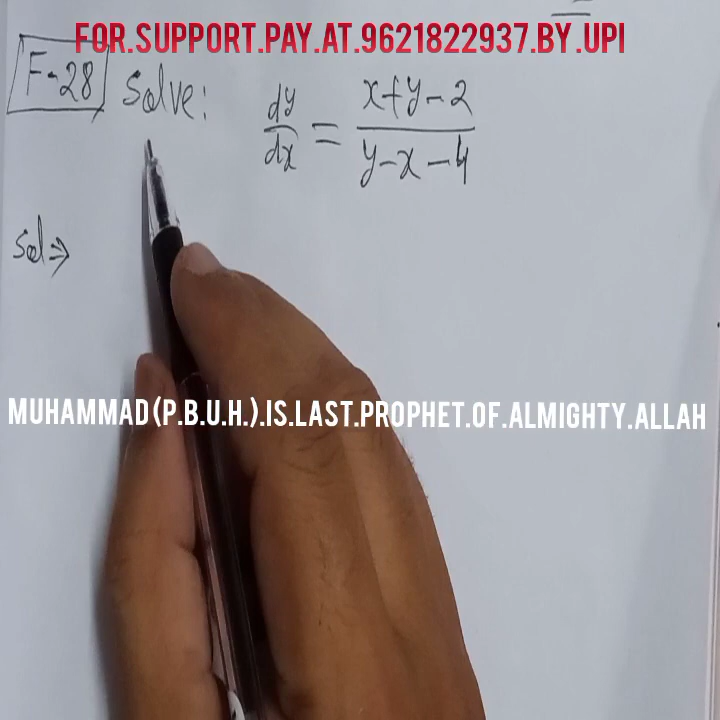 FOR.SUPPORT.PAY.AT.9621822937.BY.UPI
F-28 Solve: dy/dx = x+y-2/y-x-4
Sol⇒
MUHAMMAD(P.B.U.H.).IS.LAST.PROPHET.OF.ALMIGHTY.ALLAH